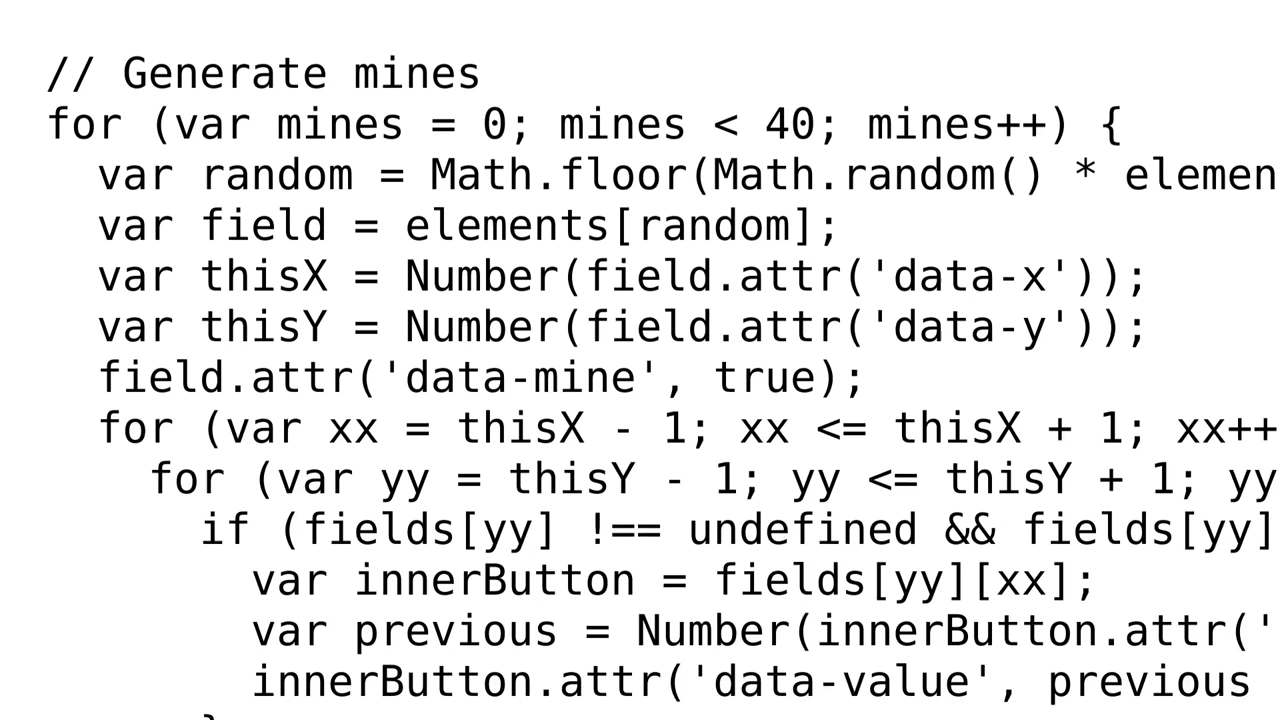 // Generate mines
for (var mines = 0; mines < 40; mines++) {
  var random = Math.floor(Math.random() * elemen
  var field = elements[random];
  var thisX = Number(field.attr('data-x'));
  var thisY = Number(field.attr('data-y'));
  field.attr('data-mine', true);
  for (var xx = thisX - 1; xx <= thisX + 1; xx++
    for (var yy = thisY - 1; yy <= thisY + 1; yy
      if (fields[yy] !== undefined && fields[yy]
        var innerButton = fields[yy][xx];
        var previous = Number(innerButton.attr('
        innerButton.attr('data-value', previous
      }